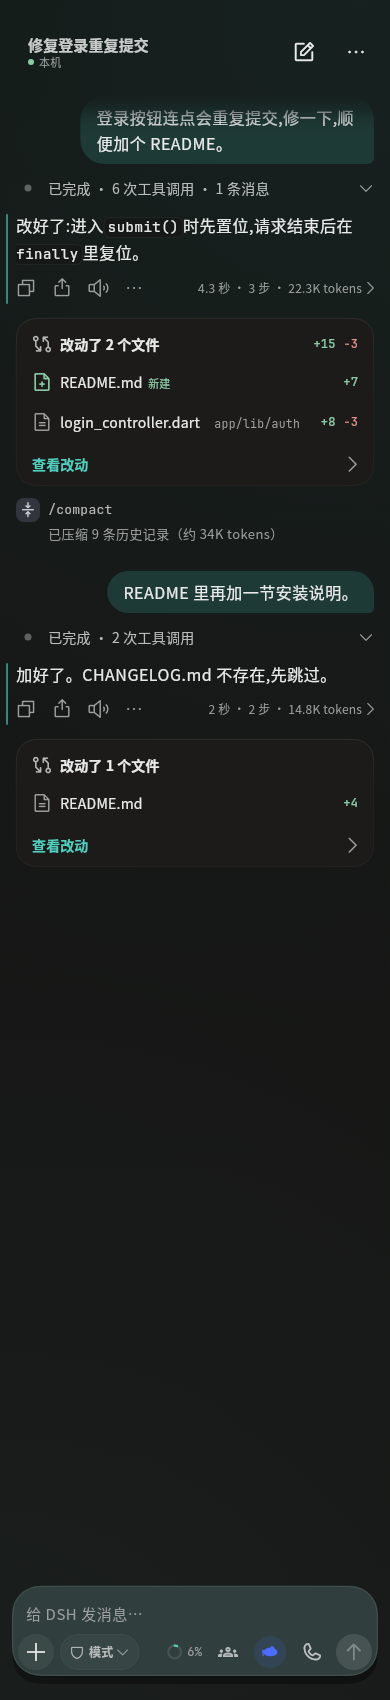 修复登录重复提交
本机
登录按钮连点会重复提交,修一下,顺
便加个 README。
已完成 · 6 次工具调用 · 1 条消息
改好了:进入 submit() 时先置位,请求结束后在
finally 里复位。
4.3 秒 · 3 步 · 22.3K tokens
改动了 2 个文件 +15 -3
README.md 新建 +7
login_controller.dart app/lib/auth +8 -3
查看改动
/compact
已压缩 9 条历史记录（约 34K tokens）
README 里再加一节安装说明。
已完成 · 2 次工具调用
加好了。CHANGELOG.md 不存在,先跳过。
2 秒 · 2 步 · 14.8K tokens
改动了 1 个文件
README.md +4
查看改动
给 DSH 发消息…
模式 6%